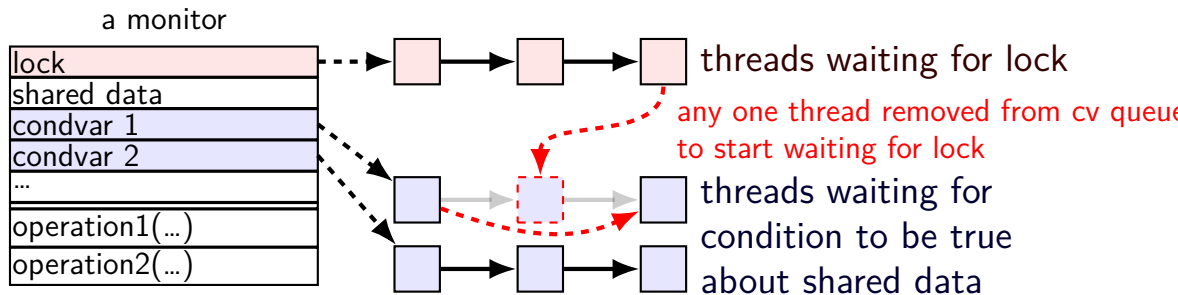 a monitor
lock
shared data
condvar 1
condvar 2
...
operation1(...)
operation2(...)
threads waiting for lock
any one thread removed from cv queue
to start waiting for lock
threads waiting for
condition to be true
about shared data